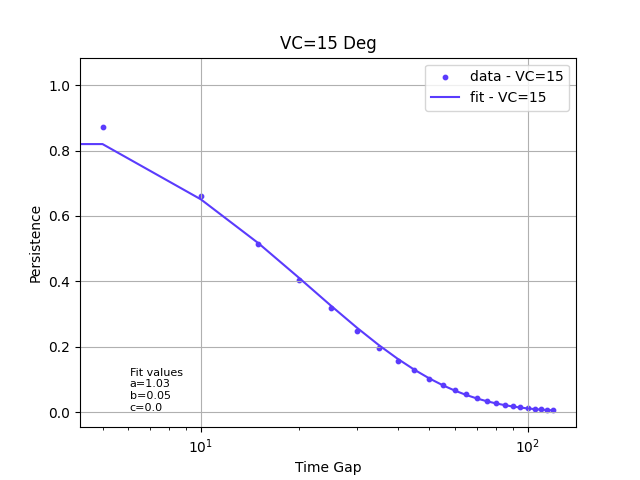 VC=15 Deg
data - VC=15
fit - VC=15
1.0
0.8
0.6
0.4
0.2
0.0
Persistence
Fit values
a=1.03
b=0.05
c=0.0
10¹
10²
Time Gap